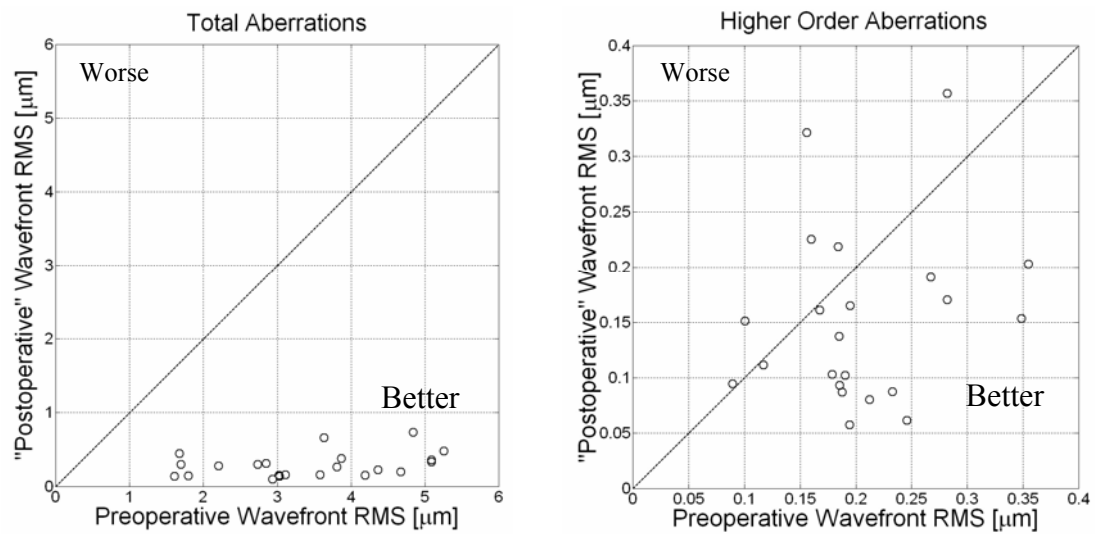 Total Aberrations
6
5
4
3
2
1
0
"Postoperative" Wavefront RMS [μm]
Worse
Better
0 1 2 3 4 5 6
Preoperative Wavefront RMS [μm]
Higher Order Aberrations
0.4
0.35
0.3
0.25
0.2
0.15
0.1
0.05
0
"Postoperative" Wavefront RMS [μm]
Worse
Better
0 0.05 0.1 0.15 0.2 0.25 0.3 0.35 0.4
Preoperative Wavefront RMS [μm]